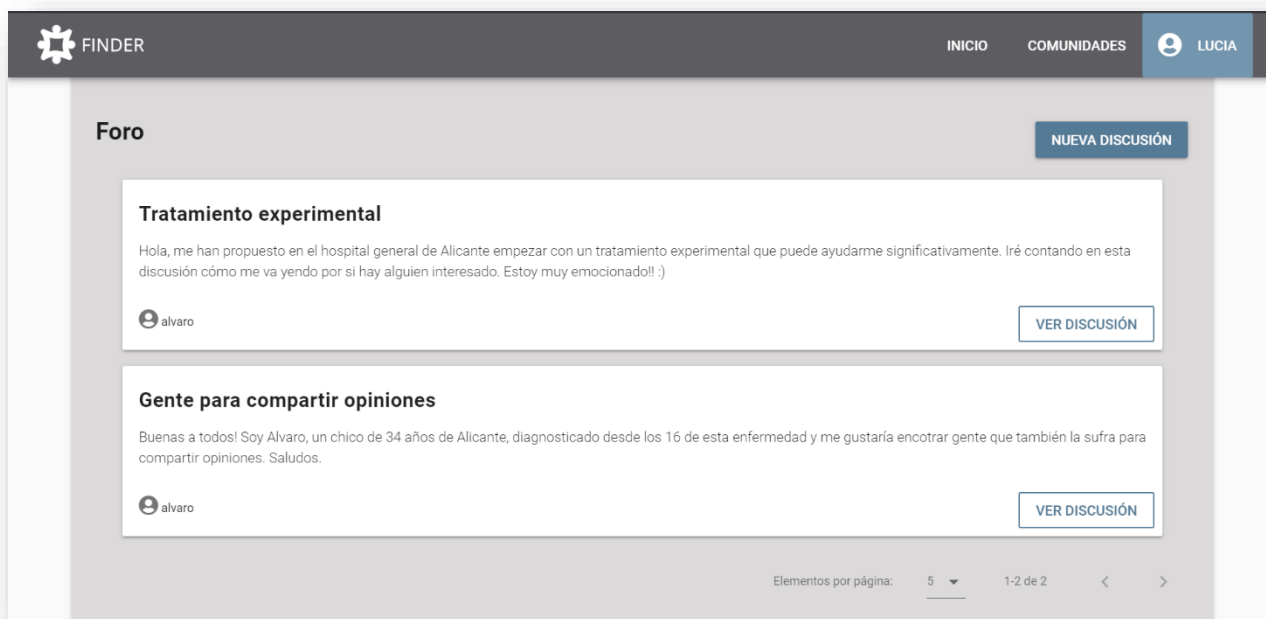 FINDER
INICIO
COMUNIDADES
LUCIA
Foro
NUEVA DISCUSIÓN
Tratamiento experimental
Hola, me han propuesto en el hospital general de Alicante empezar con un tratamiento experimental que puede ayudarme significativamente. Iré contando en esta
discusión cómo me va yendo por si hay alguien interesado. Estoy muy emocionado!! :)
alvaro
VER DISCUSIÓN
Gente para compartir opiniones
Buenas a todos! Soy Alvaro, un chico de 34 años de Alicante, diagnosticado desde los 16 de esta enfermedad y me gustaría encotrar gente que también la sufra para
compartir opiniones. Saludos.
alvaro
VER DISCUSIÓN
Elementos por página:
5
1-2 de 2